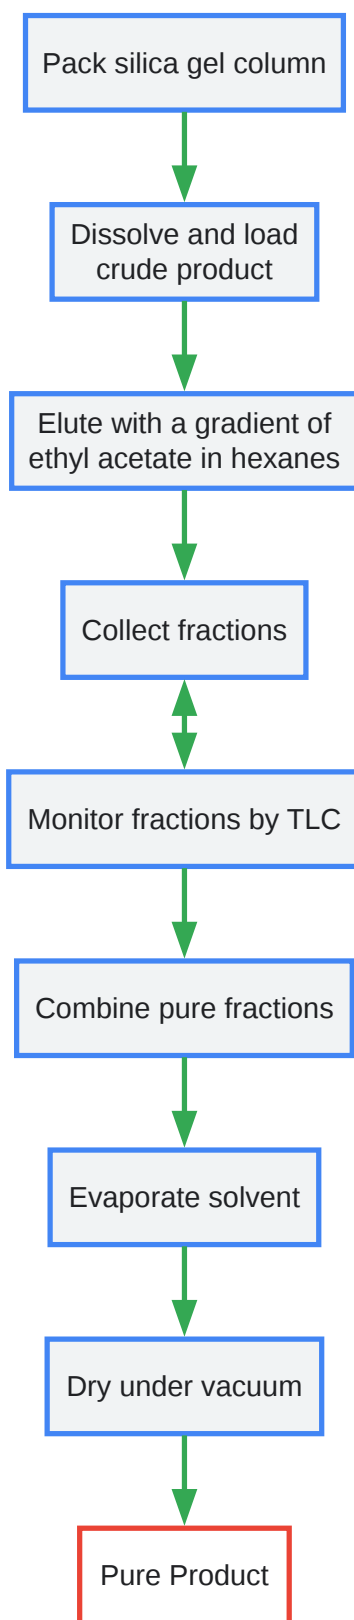 Pack silica gel column
Dissolve and load
crude product
Elute with a gradient of
ethyl acetate in hexanes
Collect fractions
Monitor fractions by TLC
Combine pure fractions
Evaporate solvent
Dry under vacuum
Pure Product